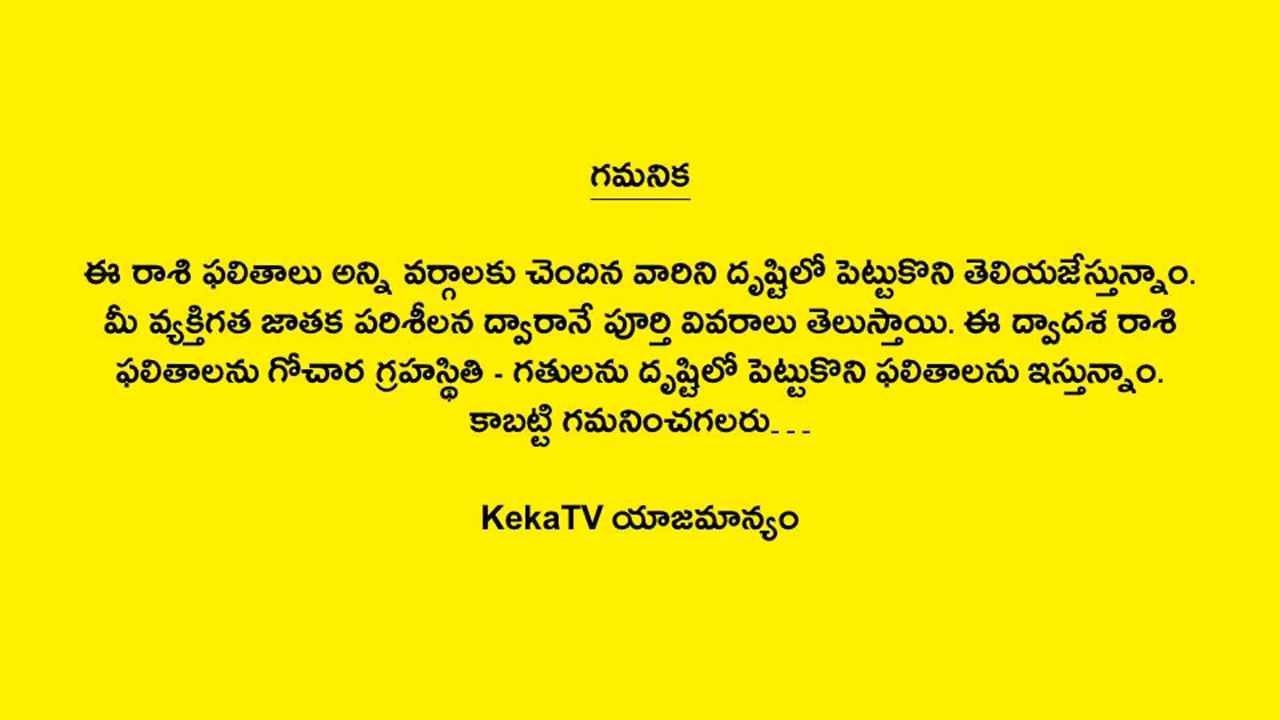 గమనిక
ఈ రాశి ఫలితాలు అన్ని వర్గాలకు చెందిన వారిని దృష్టిలో పెట్టుకొని తెలియజేస్తున్నాం.
మీ వ్యక్తిగత జాతక పరిశీలన ద్వారానే పూర్తి వివరాలు తెలుస్తాయి. ఈ ద్వాదశ రాశి
ఫలితాలను గోచార గ్రహస్థితి - గతులను దృష్టిలో పెట్టుకొని ఫలితాలను ఇస్తున్నాం.
కాబట్టి గమనించగలరు---
KekaTV యాజమాన్యం